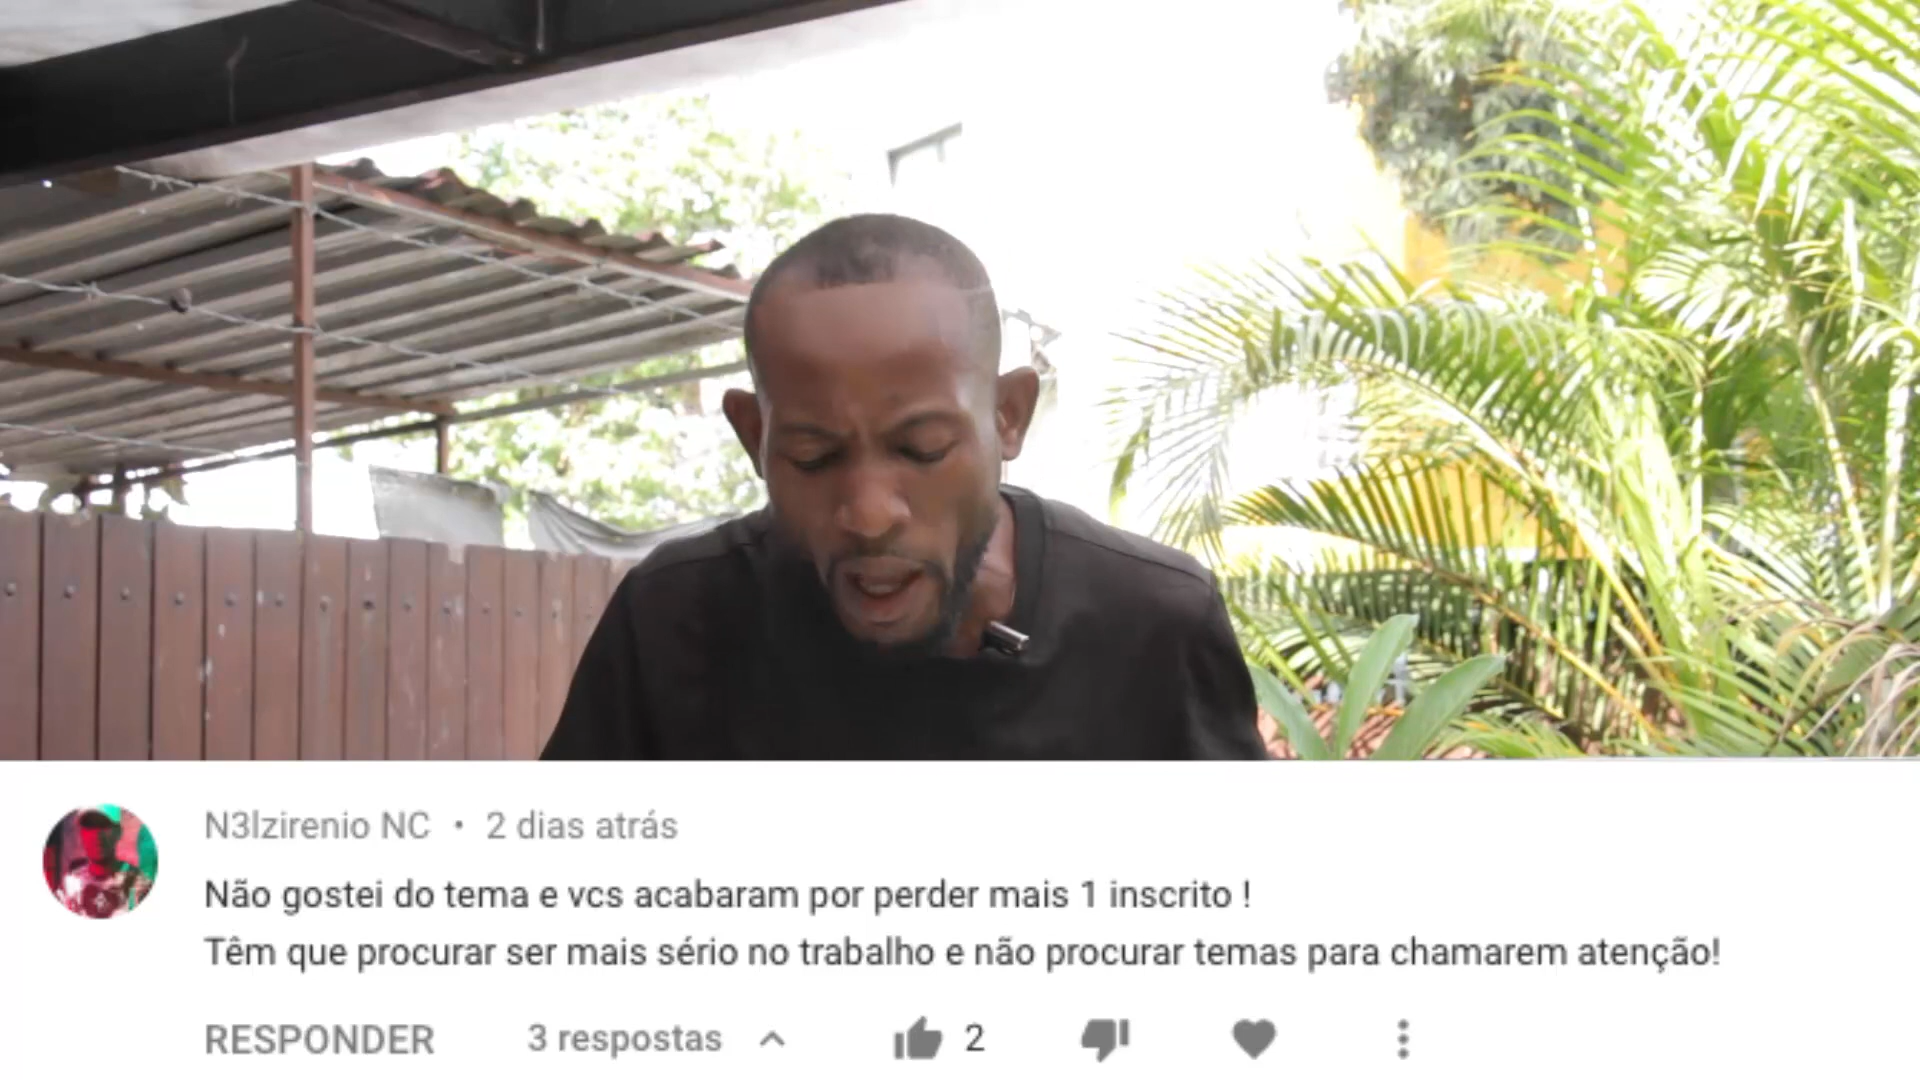 N3lzirenio NC • 2 dias atrás
Não gostei do tema e vcs acabaram por perder mais 1 inscrito !
Têm que procurar ser mais sério no trabalho e não procurar temas para chamarem atenção!
RESPONDER 3 respostas 2